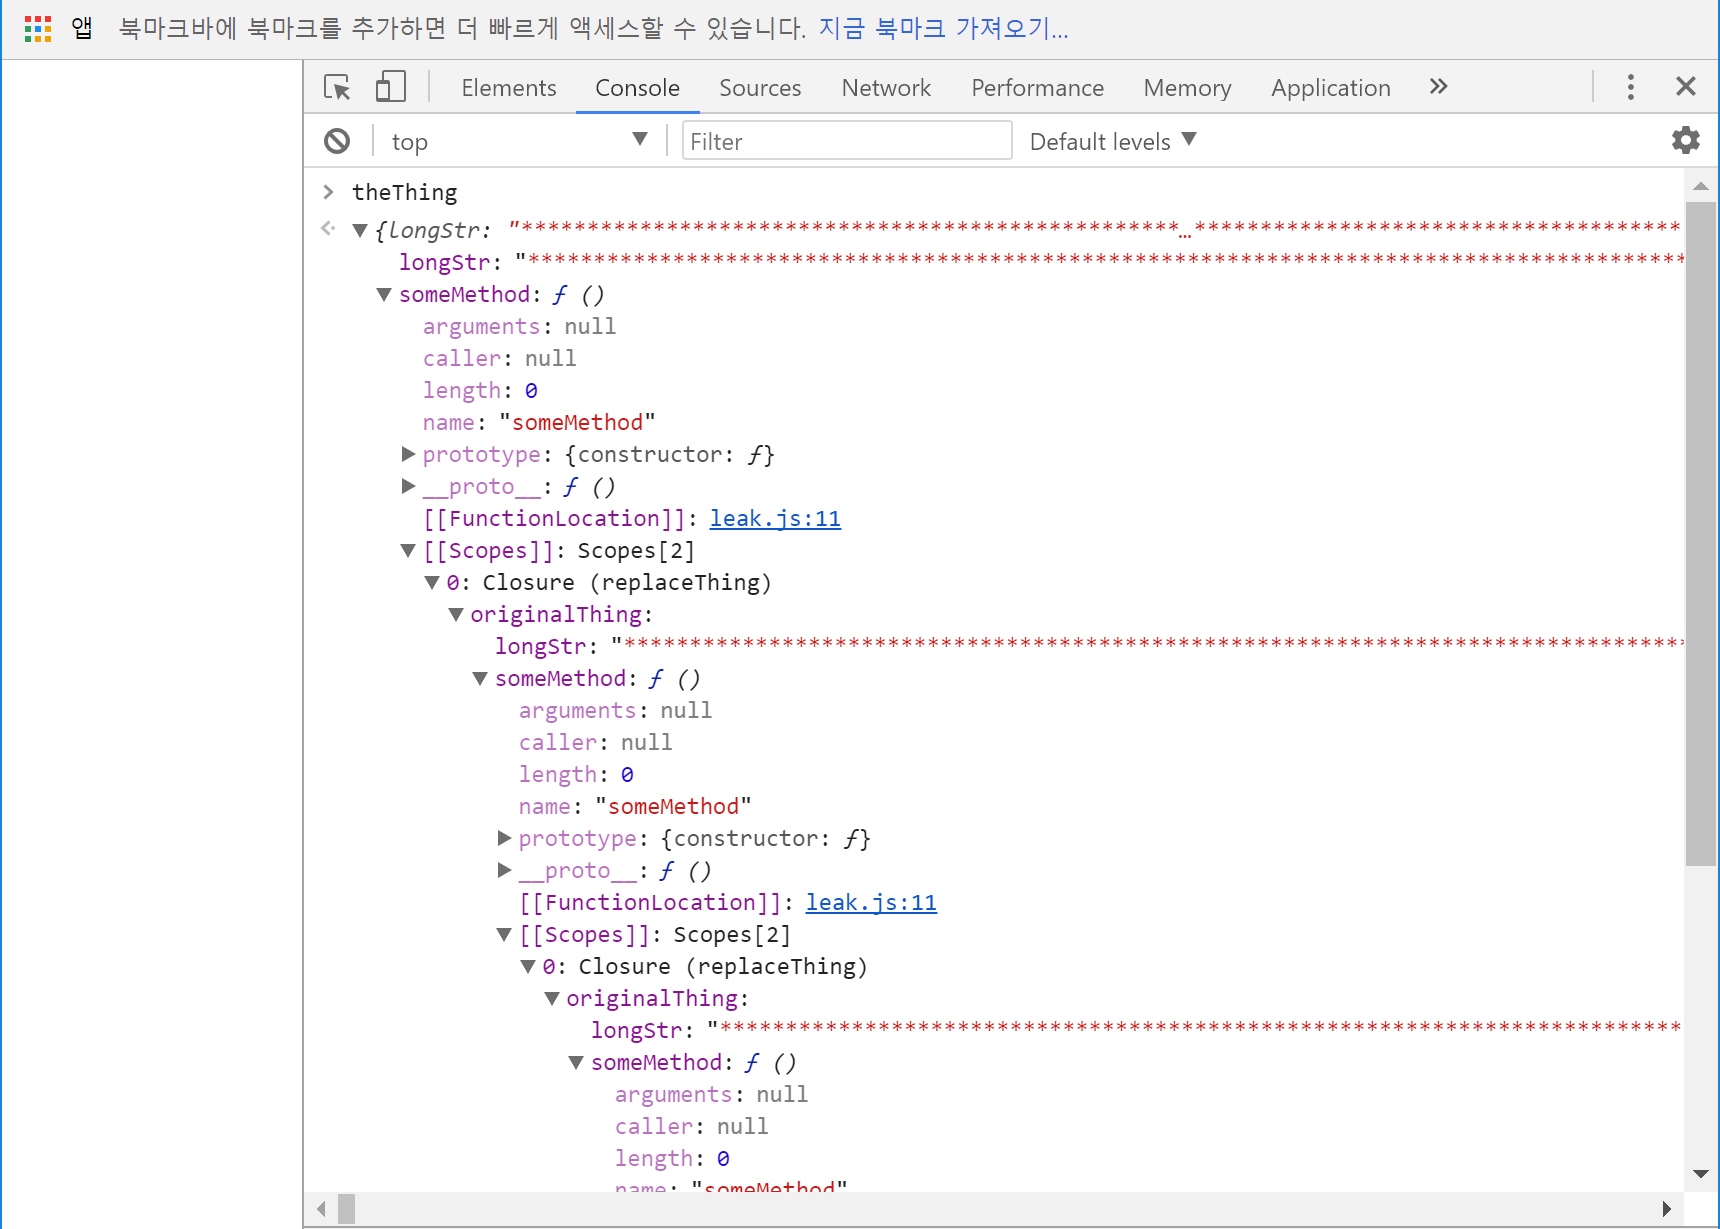 앱 북마크바에 북마크를 추가하면 더 빠르게 액세스할 수 있습니다. 지금 북마크 가져오기...
Elements Console Sources Network Performance Memory Application »
top ▼ Filter Default levels ▼
> theThing
▼ {longStr: "**************************************************…*************************************
longStr: "****************************************************************************************
▼ someMethod: ƒ ()
arguments: null
caller: null
length: 0
name: "someMethod"
▶ prototype: {constructor: ƒ}
▶ __proto__: ƒ ()
[[FunctionLocation]]: leak.js:11
▼ [[Scopes]]: Scopes[2]
▼ 0: Closure (replaceThing)
▼ originalThing:
longStr: "*********************************************************************************
▼ someMethod: ƒ ()
arguments: null
caller: null
length: 0
name: "someMethod"
▶ prototype: {constructor: ƒ}
▶ __proto__: ƒ ()
[[FunctionLocation]]: leak.js:11
▼ [[Scopes]]: Scopes[2]
▼ 0: Closure (replaceThing)
▼ originalThing:
longStr: "*************************************************************************
▼ someMethod: ƒ ()
arguments: null
caller: null
length: 0
name: "someMethod"